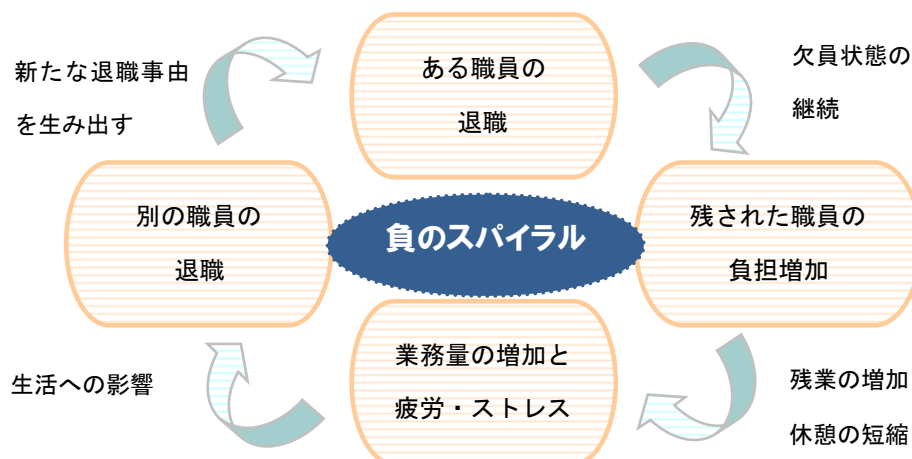 ある職員の
退職
欠員状態の
継続
残された職員の
負担増加
残業の増加
休憩の短縮
業務量の増加と
疲労・ストレス
生活への影響
別の職員の
退職
新たな退職事由
を生み出す
負のスパイラル